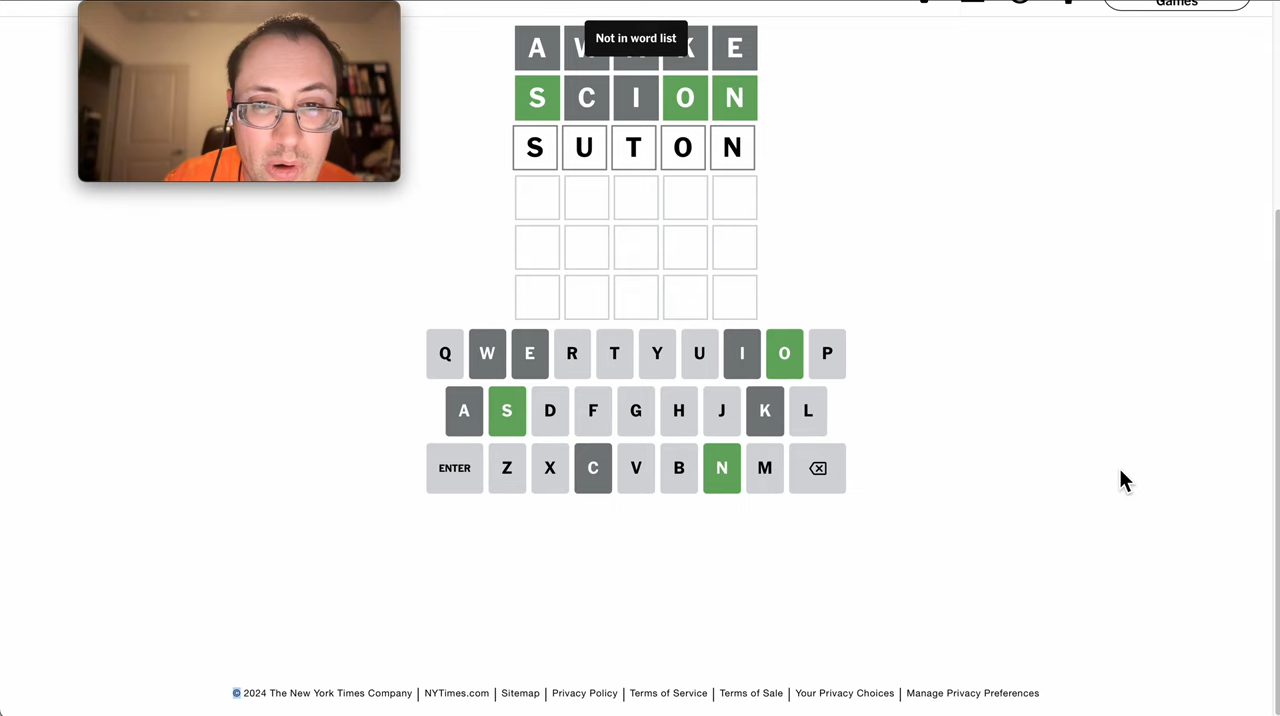 Games
Not in word list
A W K E
S C I O N
S U T O N
Q W E R T Y U I O P
A S D F G H J K L
ENTER Z X C V B N M
© 2024 The New York Times Company | NYTimes.com | Sitemap | Privacy Policy | Terms of Service | Terms of Sale | Your Privacy Choices | Manage Privacy Preferences